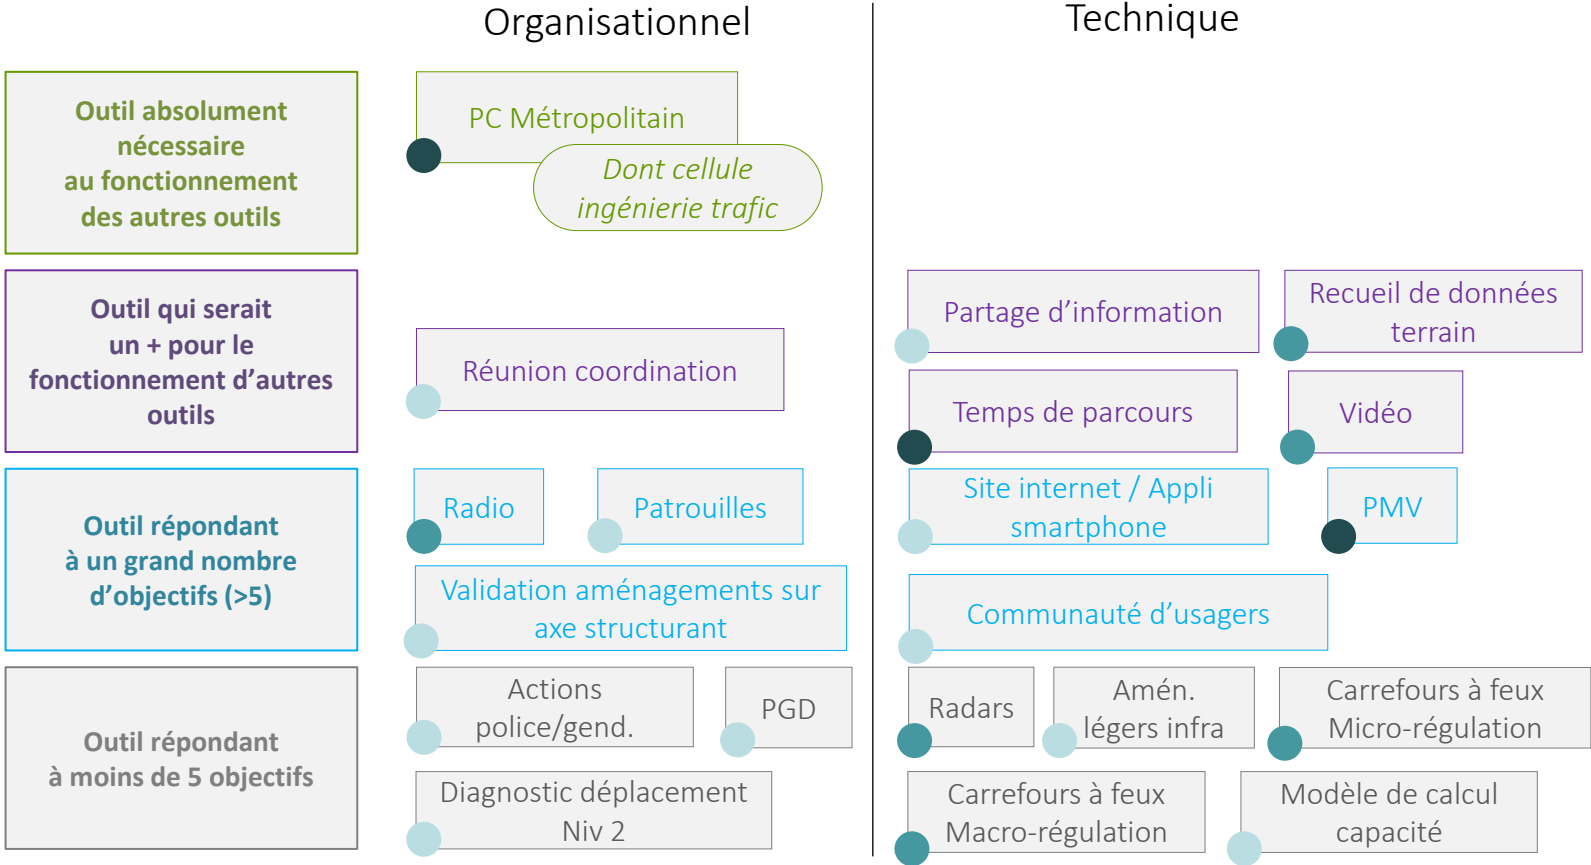 Organisationnel
Technique
Outil absolument
nécessaire
au fonctionnement
des autres outils
PC Métropolitain
Dont cellule
ingénierie trafic
Outil qui serait
un + pour le
fonctionnement d’autres
outils
Réunion coordination
Partage d’information
Recueil de données
terrain
Temps de parcours
Vidéo
Outil répondant
à un grand nombre
d’objectifs (>5)
Radio
Patrouilles
Validation aménagements sur
axe structurant
Site internet / Appli
smartphone
PMV
Communauté d’usagers
Outil répondant
à moins de 5 objectifs
Actions
police/gend.
PGD
Diagnostic déplacement
Niv 2
Radars
Amén.
légers infra
Carrefours à feux
Micro-régulation
Carrefours à feux
Macro-régulation
Modèle de calcul
capacité